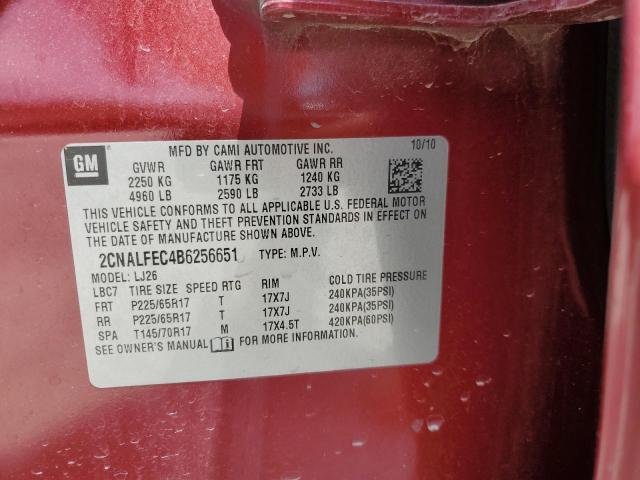 GM
MFD BY CAMI AUTOMOTIVE INC. 10/10
GVWR GAWR FRT GAWR RR
2250 KG 1175 KG 1240 KG
4960 LB 2590 LB 2733 LB
THIS VEHICLE CONFORMS TO ALL APPLICABLE U.S. FEDERAL MOTOR
VEHICLE SAFETY AND THEFT PREVENTION STANDARDS IN EFFECT ON
THE DATE OF MANUFACTURE SHOWN ABOVE.
2CNALFEC4B6256651 TYPE: M.P.V.
MODEL: LJ26
LBC7 TIRE SIZE SPEED RTG RIM COLD TIRE PRESSURE
FRT P225/65R17 T 17X7J 240KPA(35PSI)
RR P225/65R17 T 17X7J 240KPA(35PSI)
SPA T145/70R17 M 17X4.5T 420KPA(60PSI)
SEE OWNER'S MANUAL FOR MORE INFORMATION.